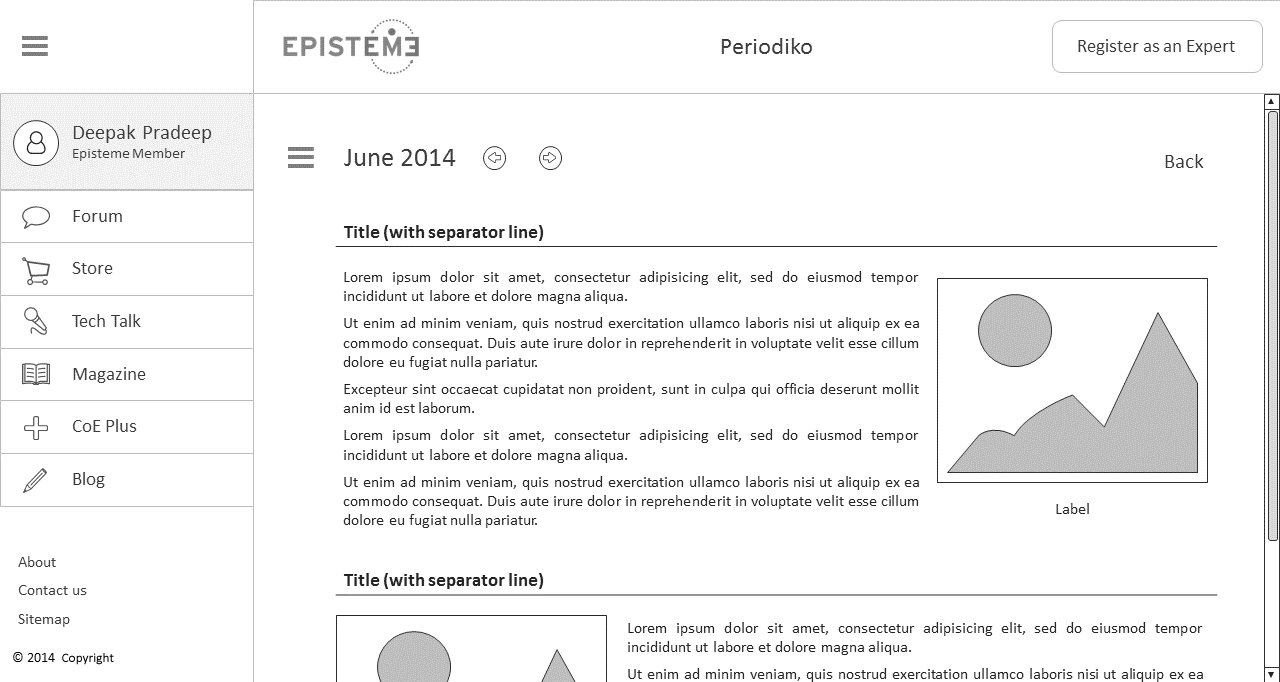 EPISTEME
Periodiko
Register as an Expert
Deepak Pradeep
Episteme Member
Forum
Store
Tech Talk
Magazine
CoE Plus
Blog
About
Contact us
Sitemap
© 2014 Copyright
June 2014
Back
Title (with separator line)
Lorem ipsum dolor sit amet, consectetur adipisicing elit, sed do eiusmod tempor
incididunt ut labore et dolore magna aliqua.
Ut enim ad minim veniam, quis nostrud exercitation ullamco laboris nisi ut aliquip ex ea
commodo consequat. Duis aute irure dolor in reprehenderit in voluptate velit esse cillum
dolore eu fugiat nulla pariatur.
Excepteur sint occaecat cupidatat non proident, sunt in culpa qui officia deserunt mollit
anim id est laborum.
Lorem ipsum dolor sit amet, consectetur adipisicing elit, sed do eiusmod tempor
incididunt ut labore et dolore magna aliqua.
Ut enim ad minim veniam, quis nostrud exercitation ullamco laboris nisi ut aliquip ex ea
commodo consequat. Duis aute irure dolor in reprehenderit in voluptate velit esse cillum
dolore eu fugiat nulla pariatur.
Label
Title (with separator line)
Lorem ipsum dolor sit amet, consectetur adipisicing elit, sed do eiusmod tempor
incididunt ut labore et dolore magna aliqua.
Ut enim ad minim veniam, quis nostrud exercitation ullamco laboris nisi ut aliquip ex ea